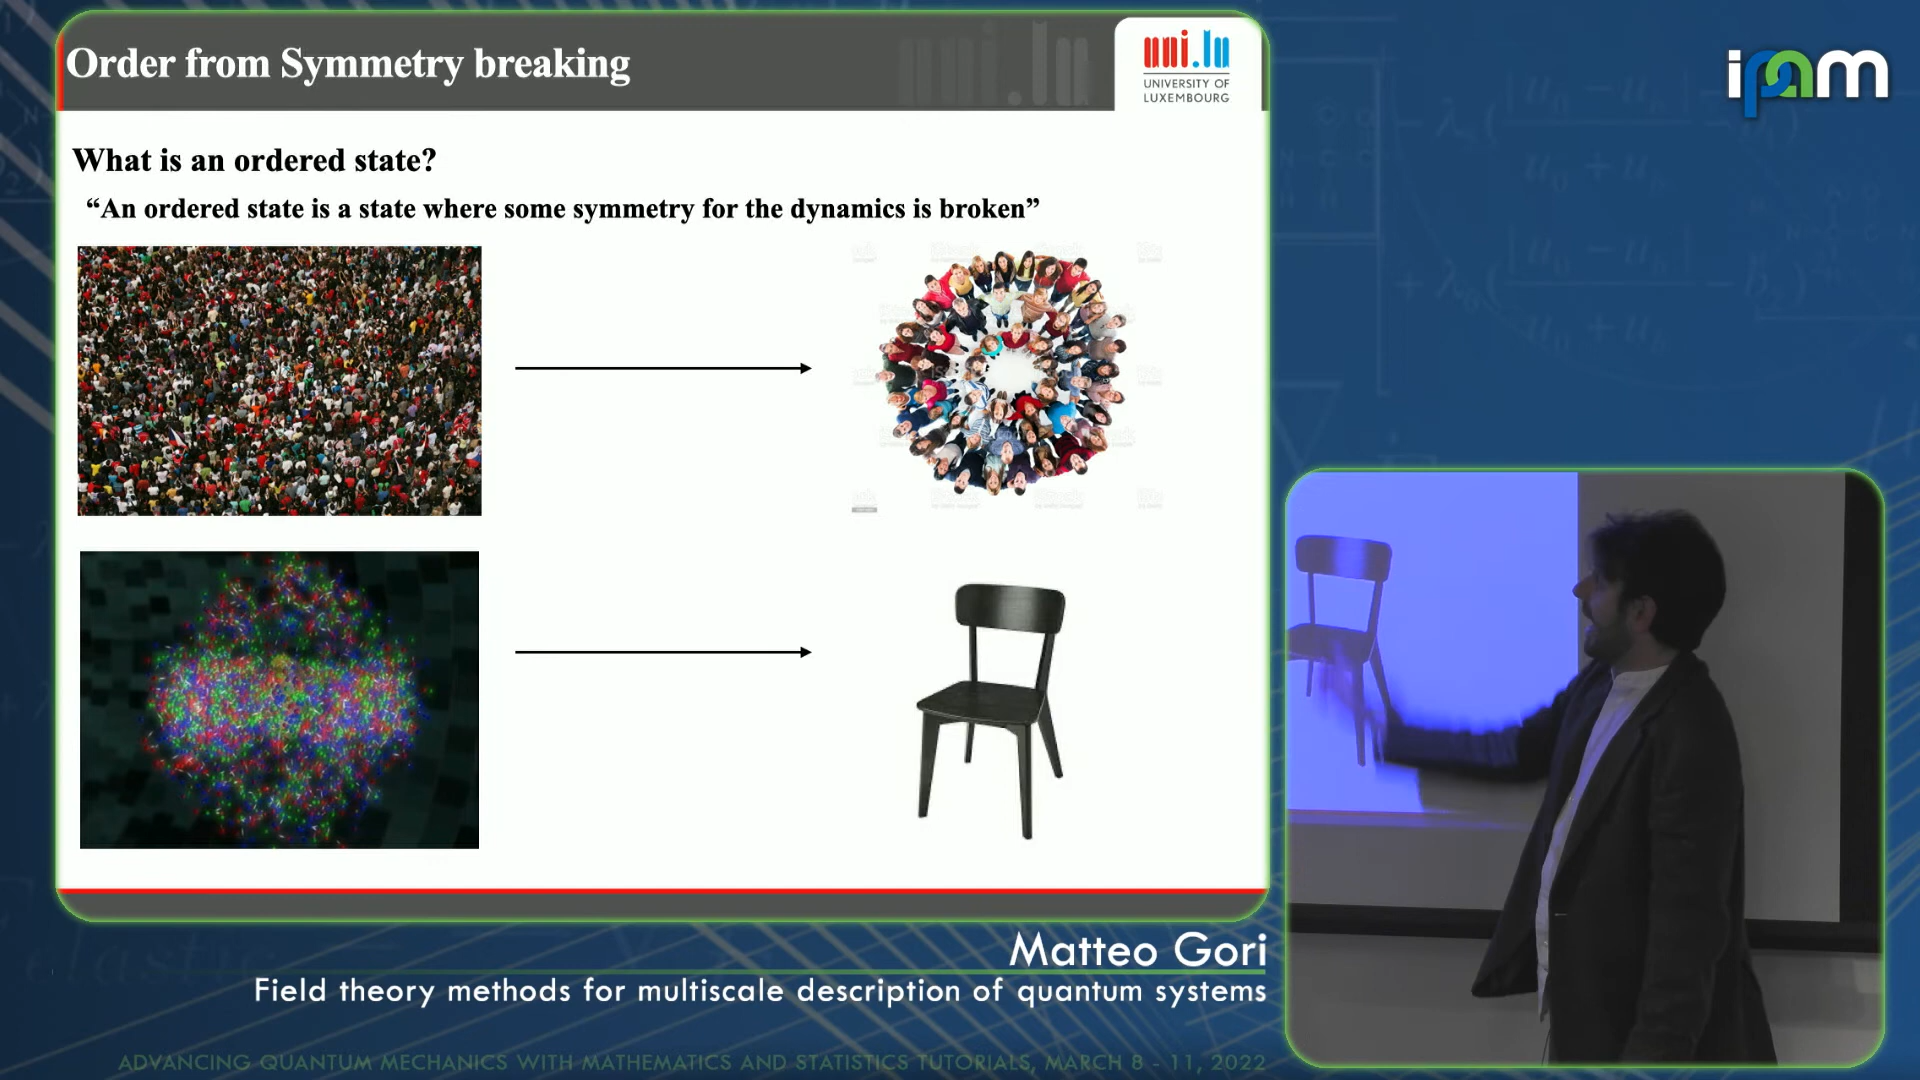 Order from Symmetry breaking
uni.lu
UNIVERSITY OF
LUXEMBOURG
ipam
What is an ordered state?
“An ordered state is a state where some symmetry for the dynamics is broken”
Matteo Gori
Field theory methods for multiscale description of quantum systems
ADVANCING QUANTUM MECHANICS WITH MATHEMATICS AND STATISTICS TUTORIALS, MARCH 8 - 11, 2022